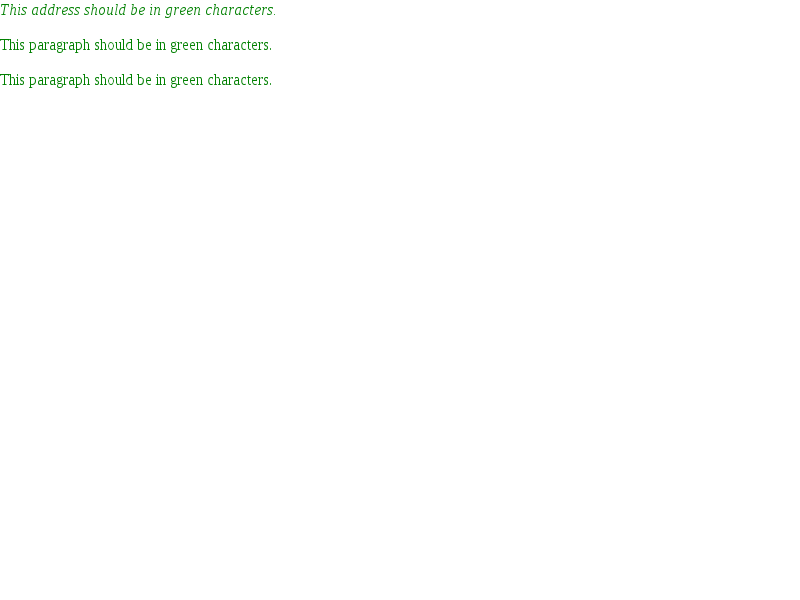 This address should be in green characters.
This paragraph should be in green characters.
This paragraph should be in green characters.